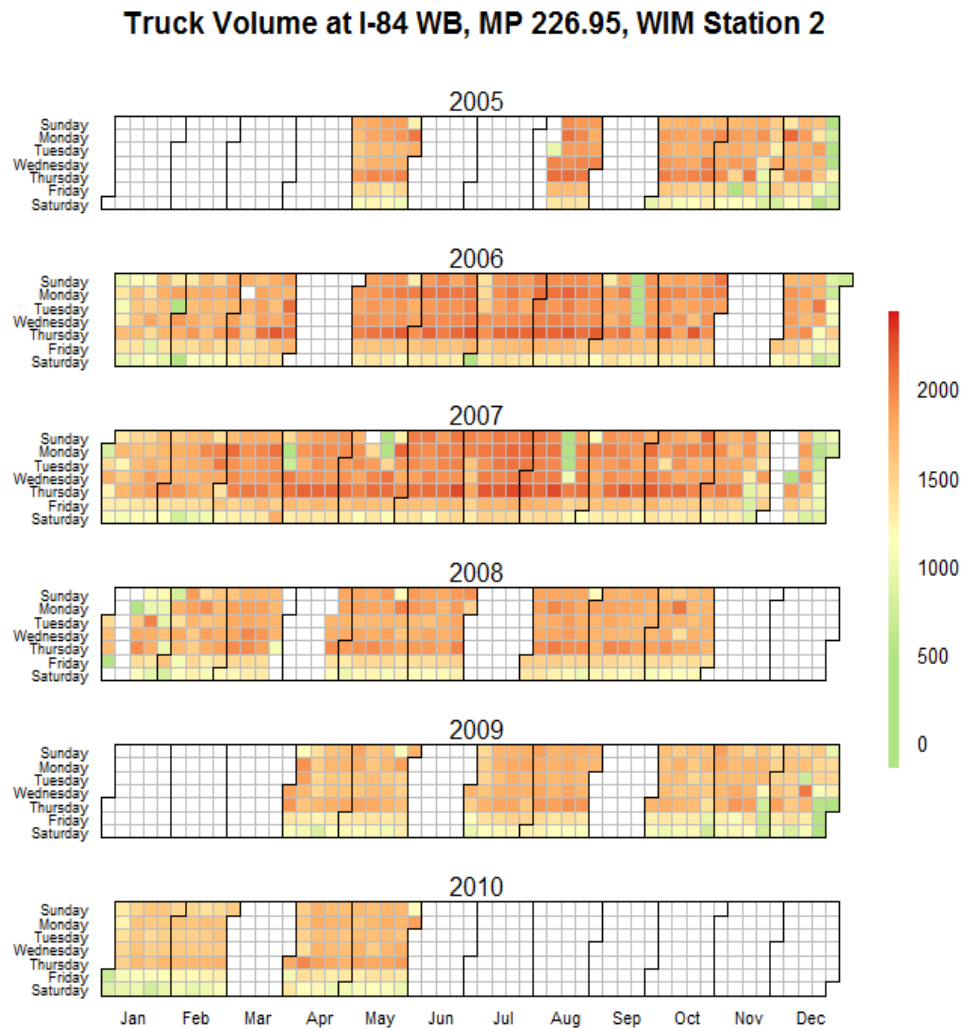 Truck Volume at I-84 WB, MP 226.95, WIM Station 2
2005
Sunday
Monday
Tuesday
Wednesday
Thursday
Friday
Saturday
2006
Sunday
Monday
Tuesday
Wednesday
Thursday
Friday
Saturday
2007
Sunday
Monday
Tuesday
Wednesday
Thursday
Friday
Saturday
2008
Sunday
Monday
Tuesday
Wednesday
Thursday
Friday
Saturday
2009
Sunday
Monday
Tuesday
Wednesday
Thursday
Friday
Saturday
2010
Sunday
Monday
Tuesday
Wednesday
Thursday
Friday
Saturday
Jan Feb Mar Apr May Jun Jul Aug Sep Oct Nov Dec
2000
1500
1000
500
0